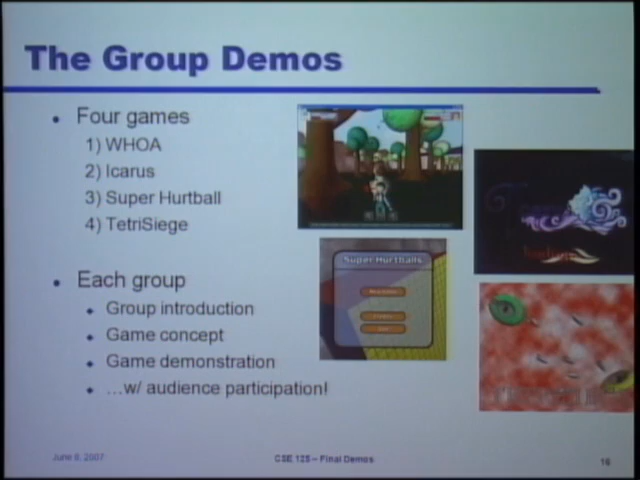 The Group Demos
• Four games
1) WHOA
2) Icarus
3) Super Hurtball
4) TetriSiege
• Each group
Group introduction
Game concept
Game demonstration
...w/ audience participation!
Super Hurtballs
June 8, 2007
CSE 125 – Final Demos
16